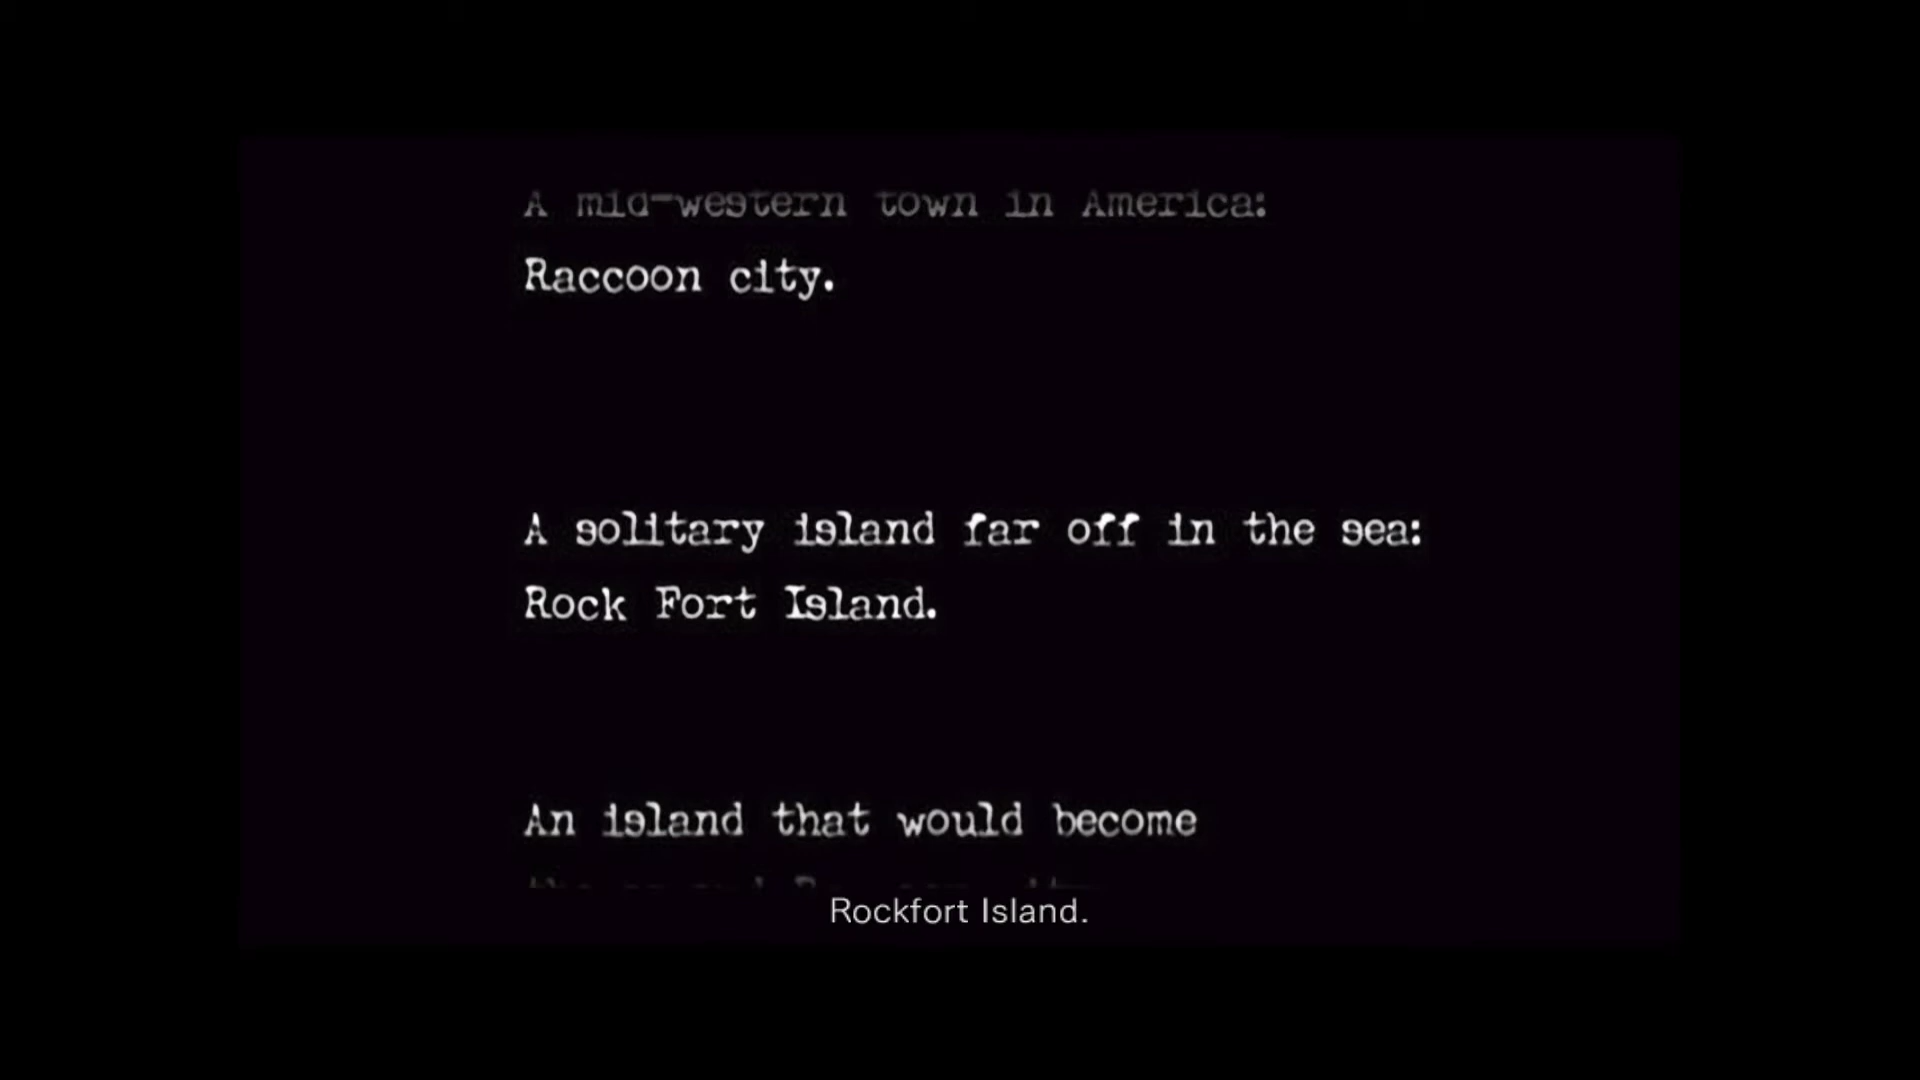 A mid-western town in America:
Raccoon city.
A solitary island far off in the sea:
Rock Fort Island.
An island that would become
Rockfort Island.